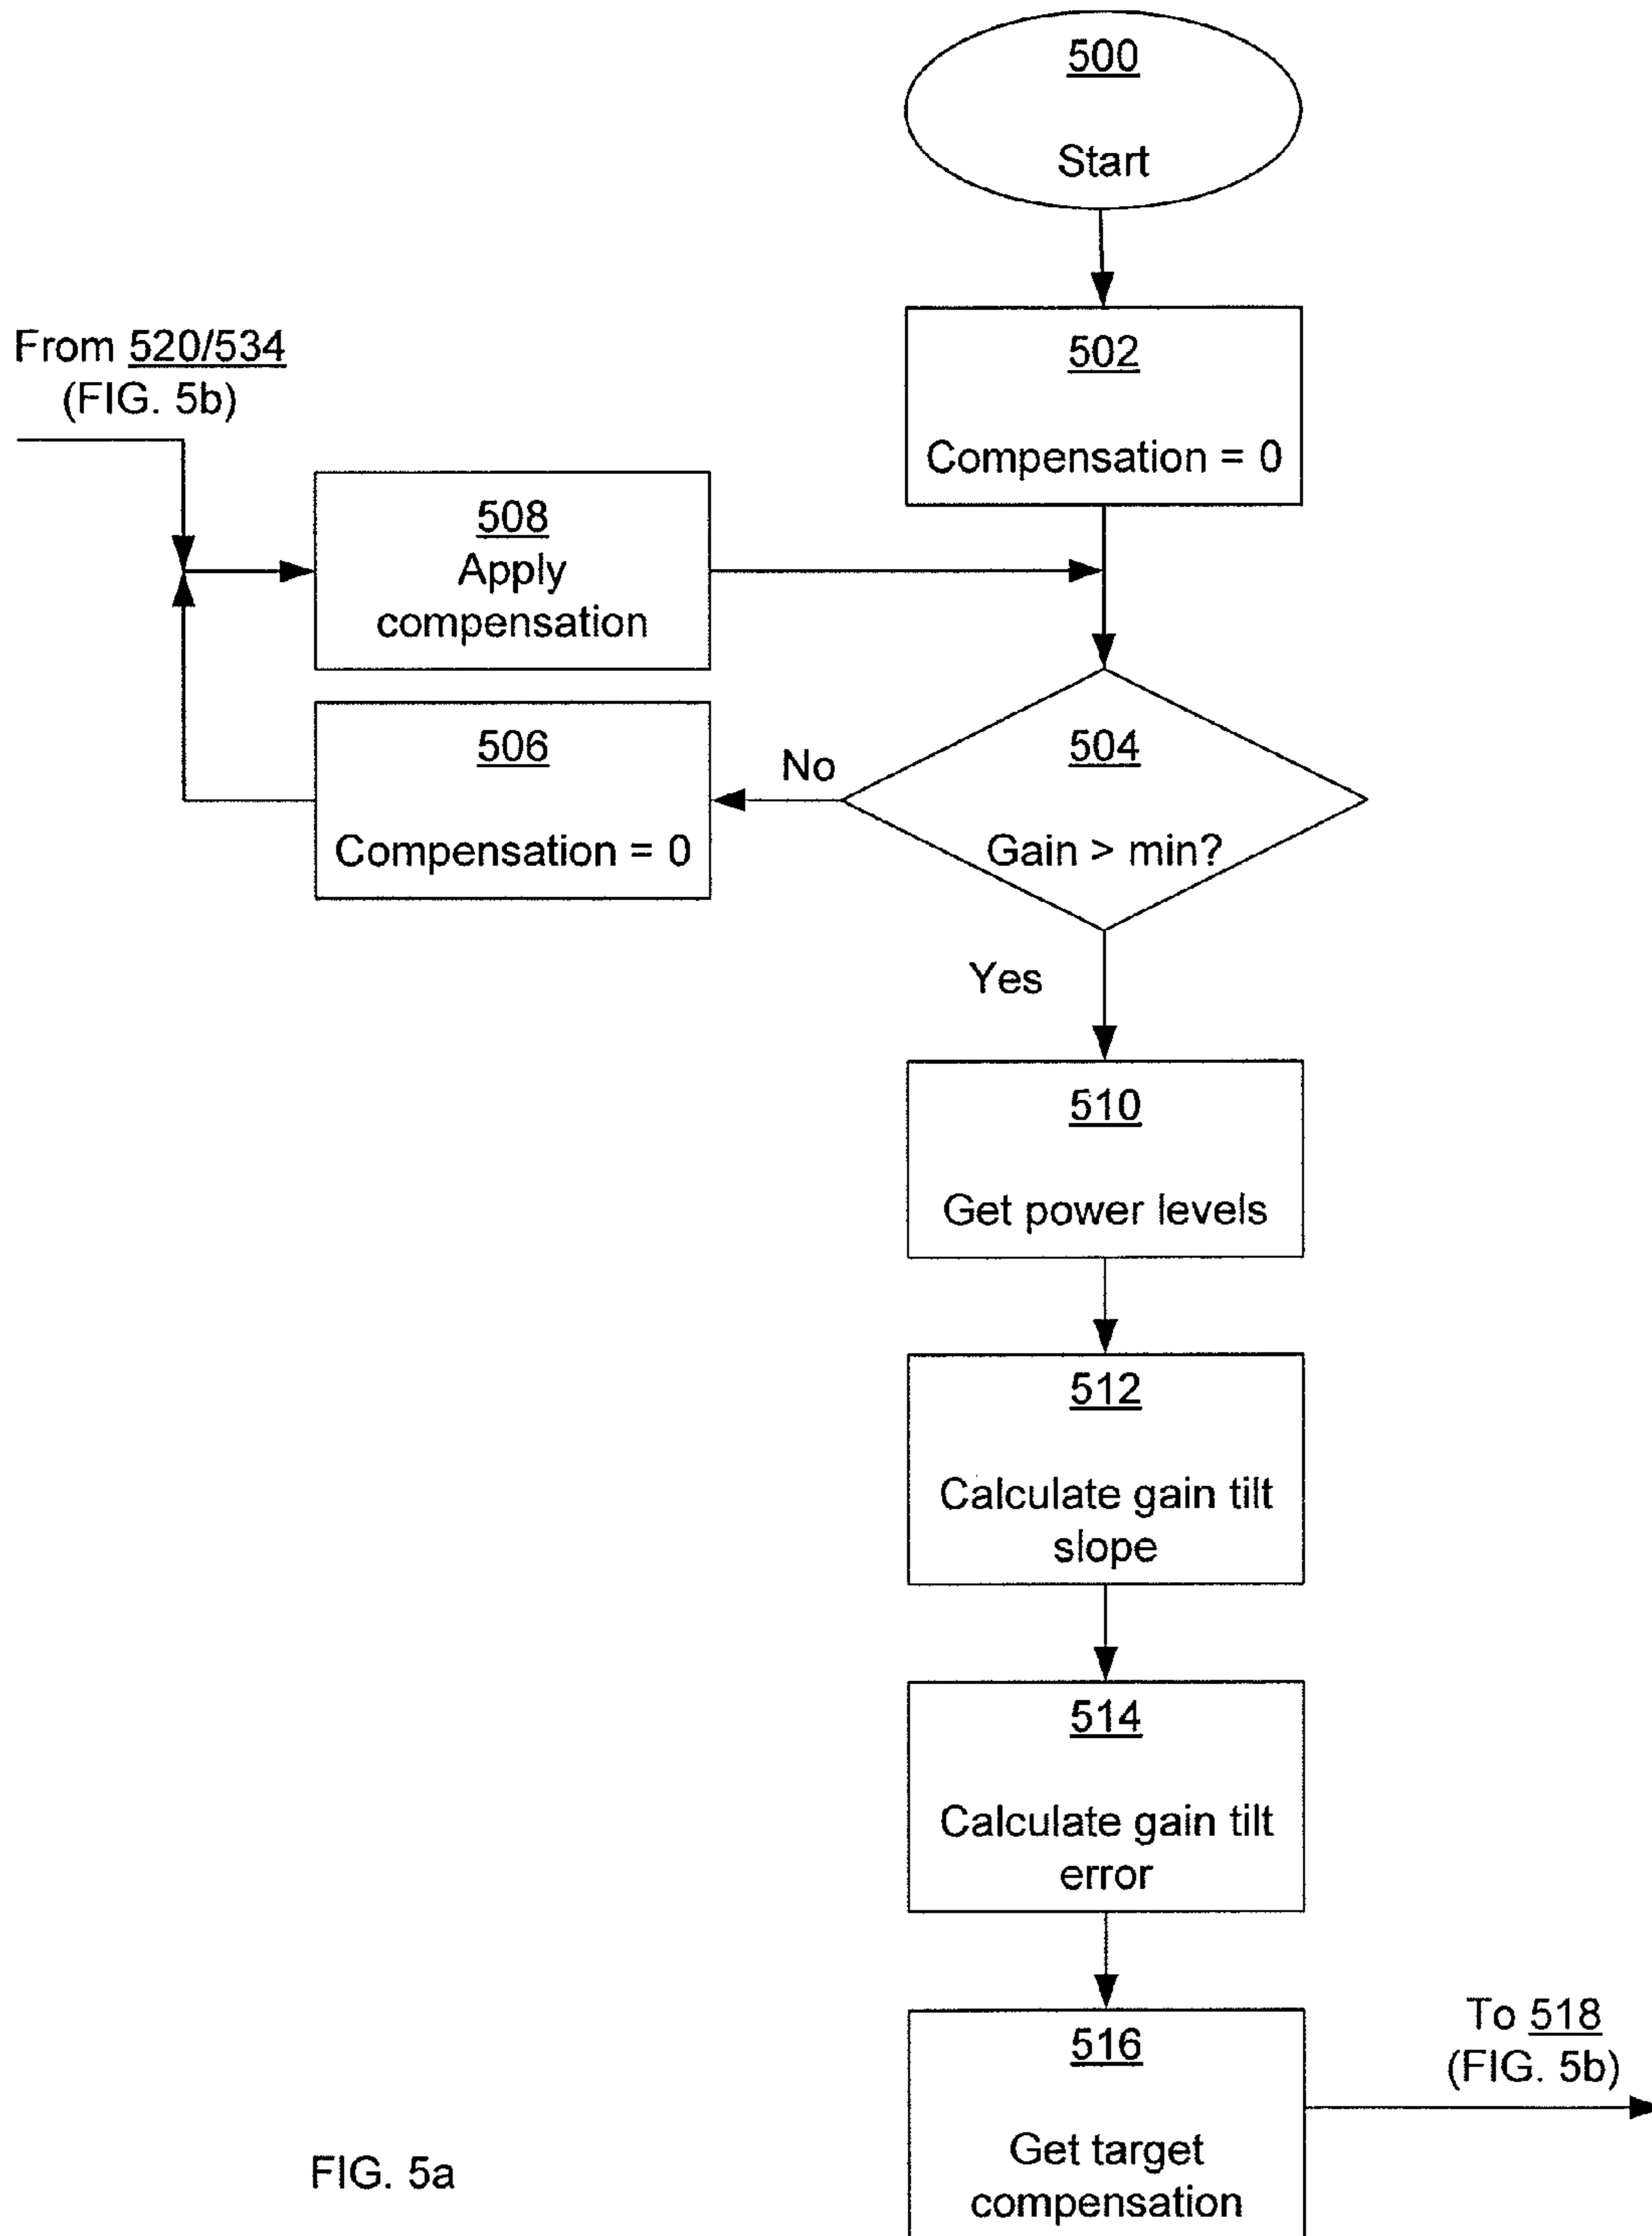 500
Start
502
Compensation = 0
From 520/534
(FIG. 5b)
508
Apply
compensation
504
Gain > min?
No
506
Compensation = 0
Yes
510
Get power levels
512
Calculate gain tilt
slope
514
Calculate gain tilt
error
516
Get target
compensation
To 518
(FIG. 5b)
FIG. 5a